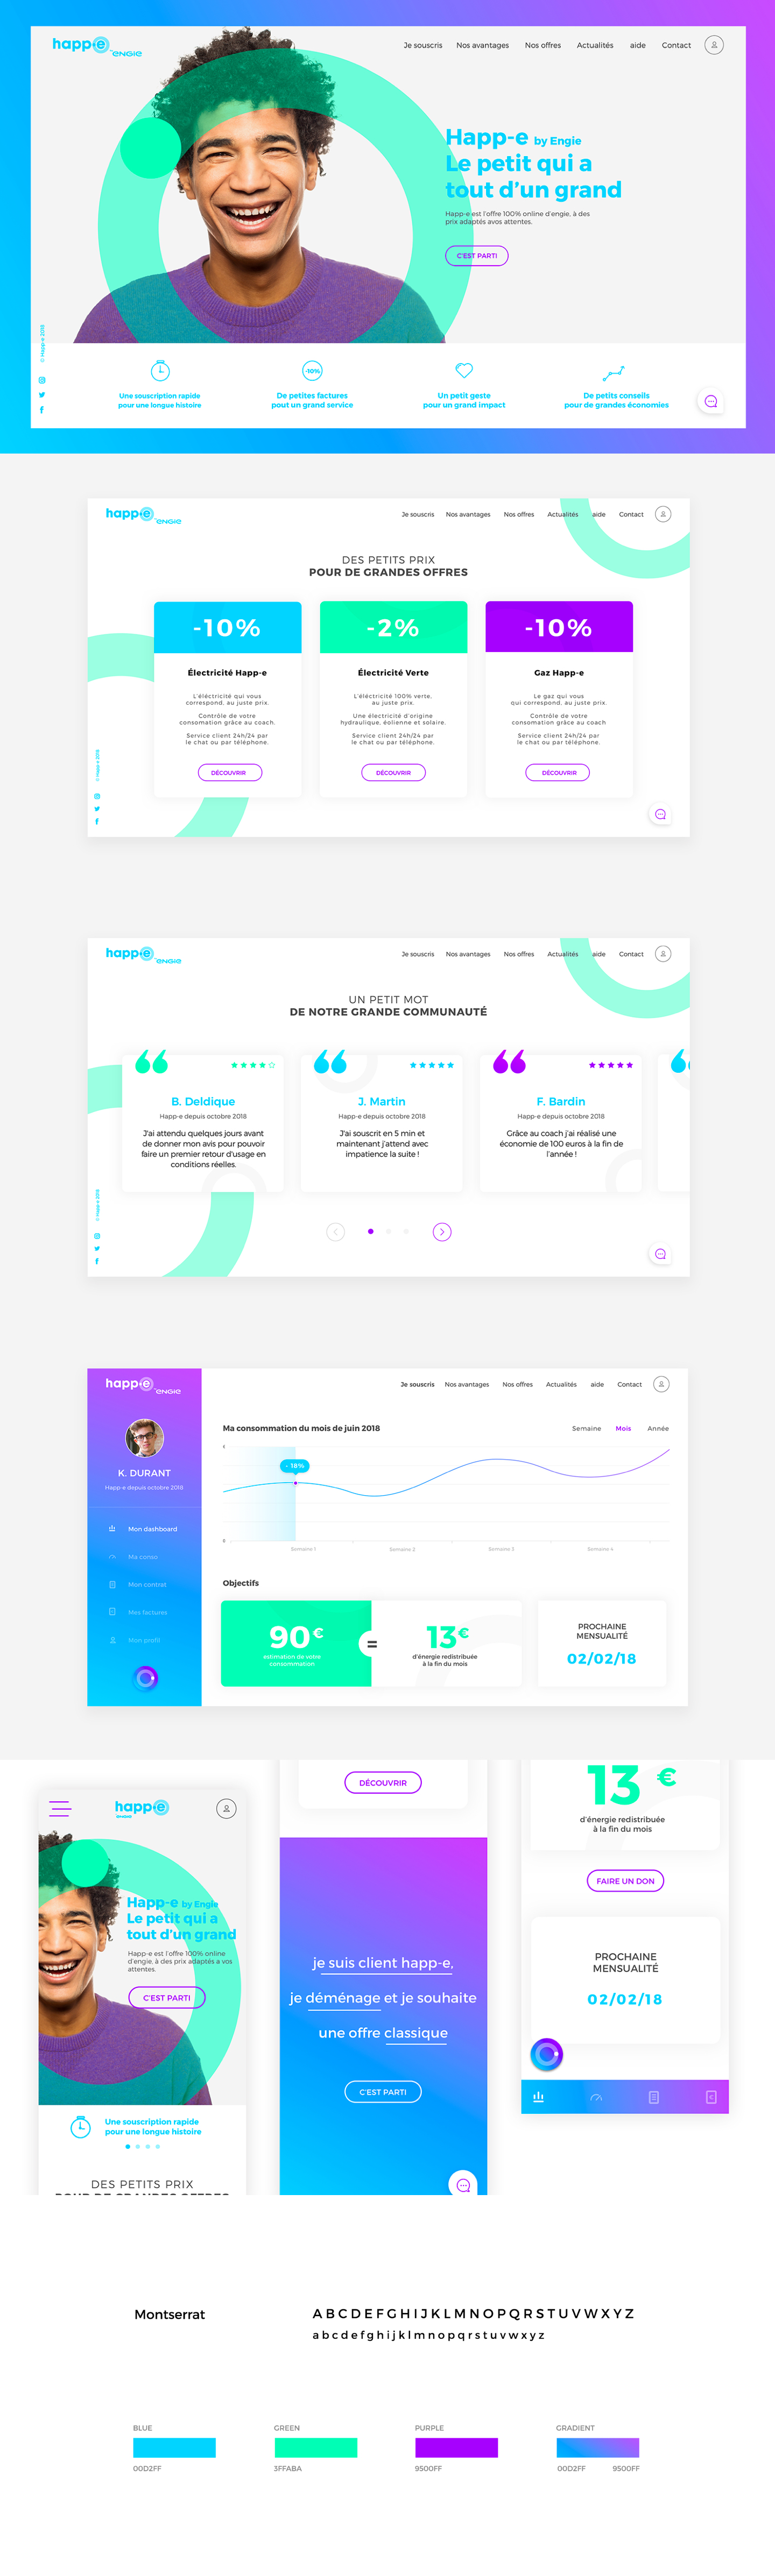 happ-e
by ENGIE
Je souscris Nos avantages Nos offres Actualités aide Contact
Happ-e by Engie
Le petit qui a
tout d'un grand
Happ-e est l'offre 100% online d'engie, à des
prix adaptés avos attentes.
C'EST PARTI
© Happ-e 2018
-10%
Une souscription rapide
pour une longue histoire
De petites factures
pout un grand service
Un petit geste
pour un grand impact
De petits conseils
pour de grandes économies
happ-e
by ENGIE
Je souscris Nos avantages Nos offres Actualités aide Contact
DES PETITS PRIX
POUR DE GRANDES OFFRES
-10%
Électricité Happ-e
L'éléctricité qui vous
correspond, au juste prix.
Contrôle de votre
consomation grâce au coach.
Service client 24h/24 par
le chat ou par téléphone.
DÉCOUVRIR
-2%
Électricité Verte
L'éléctricité 100% verte,
au juste prix.
Une électricité d'origine
hydraulique, éolienne et solaire.
Service client 24h/24 par
le chat ou par téléphone.
DÉCOUVRIR
-10%
Gaz Happ-e
Le gaz qui vous
qui correspond, au juste prix.
Contrôle de votre
consomation grâce au coach
Service client 24h/24 par
le chat ou par téléphone.
DÉCOUVRIR
© Happ-e 2018
happ-e
by ENGIE
Je souscris Nos avantages Nos offres Actualités aide Contact
UN PETIT MOT
DE NOTRE GRANDE COMMUNAUTÉ
B. Deldique
Happ-e depuis octobre 2018
J'ai attendu quelques jours avant
de donner mon avis pour pouvoir
faire un premier retour d'usage en
conditions réelles.
J. Martin
Happ-e depuis octobre 2018
J'ai souscrit en 5 min et
maintenant j'attend avec
impatience la suite !
F. Bardin
Happ-e depuis octobre 2018
Grâce au coach j'ai réalisé une
économie de 100 euros à la fin de
l'année !
© Happ-e 2018
happ-e
by ENGIE
Je souscris Nos avantages Nos offres Actualités aide Contact
K. DURANT
Happ-e depuis octobre 2018
Mon dashboard
Ma conso
Mon contrat
Mes factures
Mon profil
Ma consommation du mois de juin 2018
Semaine Mois Année
€
- 18%
0
Semaine 1 Semaine 2 Semaine 3 Semaine 4
Objectifs
90€
estimation de votre
consommation
=
13€
d'énergie redistribuée
à la fin du mois
PROCHAINE
MENSUALITÉ
02/02/18
happ-e
Happ-e by Engie
Le petit qui a
tout d'un grand
Happ-e est l'offre 100% online
d'engie, à des prix adaptés a vos
attentes.
C'EST PARTI
Une souscription rapide
pour une longue histoire
DES PETITS PRIX
POUR DE GRANDES OFFRES
DÉCOUVRIR
je suis client happ-e,
je déménage et je souhaite
une offre classique
C'EST PARTI
13 €
d'énergie redistribuée
à la fin du mois
FAIRE UN DON
PROCHAINE
MENSUALITÉ
02/02/18
Montserrat
A B C D E F G H I J K L M N O P Q R S T U V W X Y Z
a b c d e f g h i j k l m n o p q r s t u v w x y z
BLUE GREEN PURPLE GRADIENT
00D2FF 3FFABA 9500FF 00D2FF 9500FF